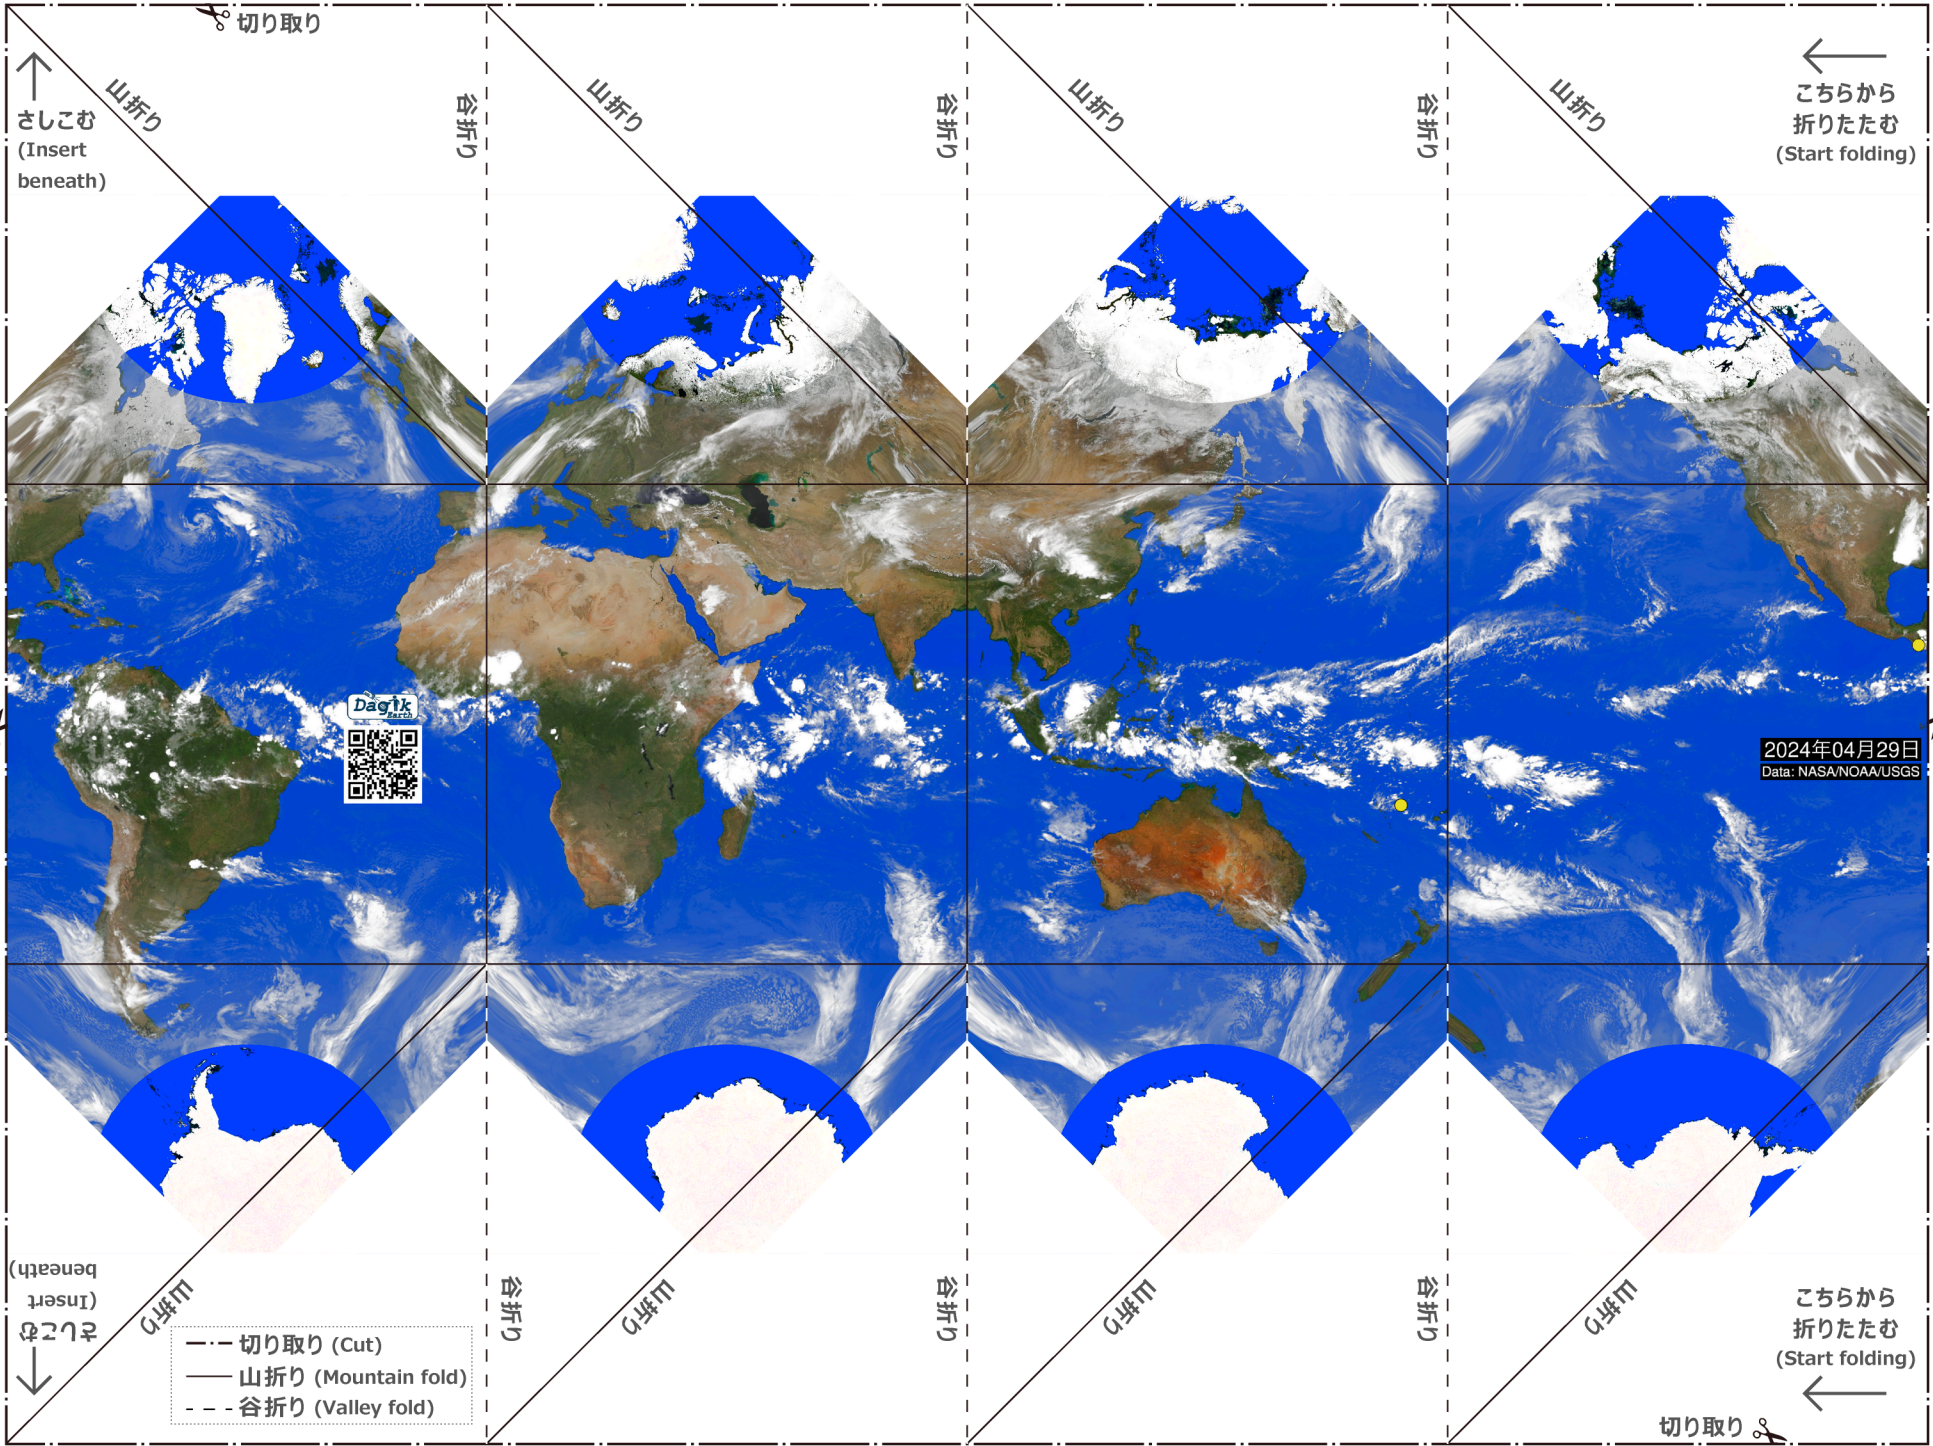 切り取り
山折り
谷折り
山折り
谷折り
山折り
谷折り
山折り
さしこむ
(Insert
beneath)
こちらから
折りたたむ
(Start folding)
Dagik
Earth
2024年04月29日
Data: NASA/NOAA/USGS
さしこむ
(Insert
beneath)
山折り
谷折り
山折り
谷折り
山折り
谷折り
山折り
こちらから
折りたたむ
(Start folding)
切り取り (Cut)
山折り (Mountain fold)
谷折り (Valley fold)
切り取り